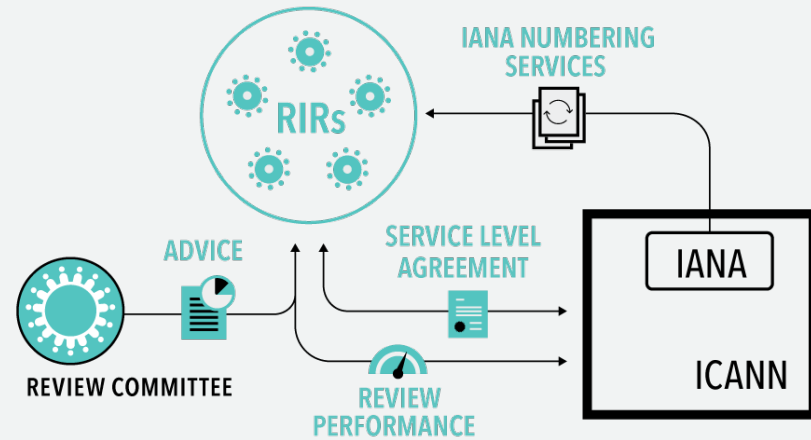 IANA NUMBERING
SERVICES
RIRs
ADVICE
SERVICE LEVEL
AGREEMENT
IANA
REVIEW COMMITTEE
ICANN
REVIEW
PERFORMANCE